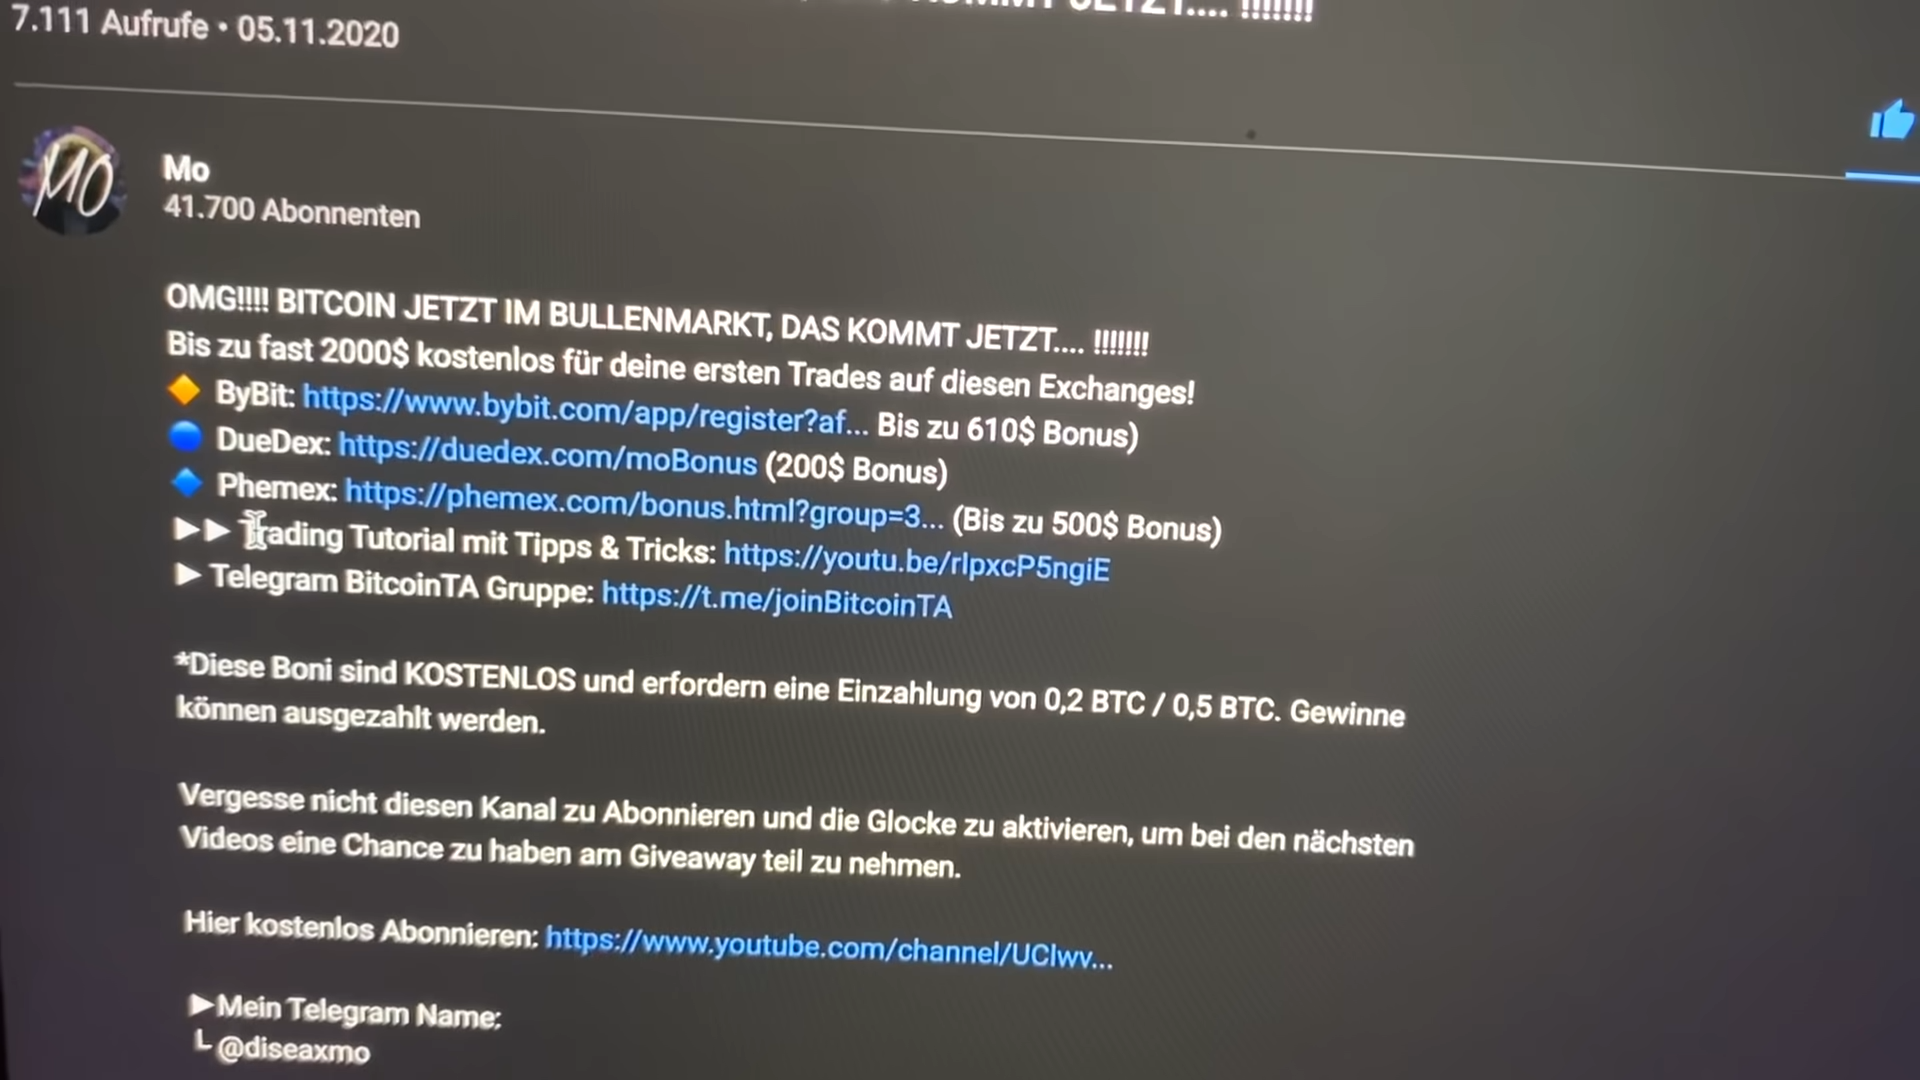 KOMMT JETZT.... !!!!!!!
7.111 Aufrufe • 05.11.2020
MO
Mo
41.700 Abonnenten
OMG!!!! BITCOIN JETZT IM BULLENMARKT, DAS KOMMT JETZT.... !!!!!!!
Bis zu fast 2000$ kostenlos für deine ersten Trades auf diesen Exchanges!
🔶 ByBit: https://www.bybit.com/app/register?af... Bis zu 610$ Bonus)
🔵 DueDex: https://duedex.com/moBonus (200$ Bonus)
🔷 Phemex: https://phemex.com/bonus.html?group=3... (Bis zu 500$ Bonus)
►► Trading Tutorial mit Tipps & Tricks: https://youtu.be/rIpxcP5ngiE
► Telegram BitcoinTA Gruppe: https://t.me/joinBitcoinTA
*Diese Boni sind KOSTENLOS und erfordern eine Einzahlung von 0,2 BTC / 0,5 BTC. Gewinne
können ausgezahlt werden.
Vergesse nicht diesen Kanal zu Abonnieren und die Glocke zu aktivieren, um bei den nächsten
Videos eine Chance zu haben am Giveaway teil zu nehmen.
Hier kostenlos Abonnieren: https://www.youtube.com/channel/UClwv...
►Mein Telegram Name:
└ @diseaxmo